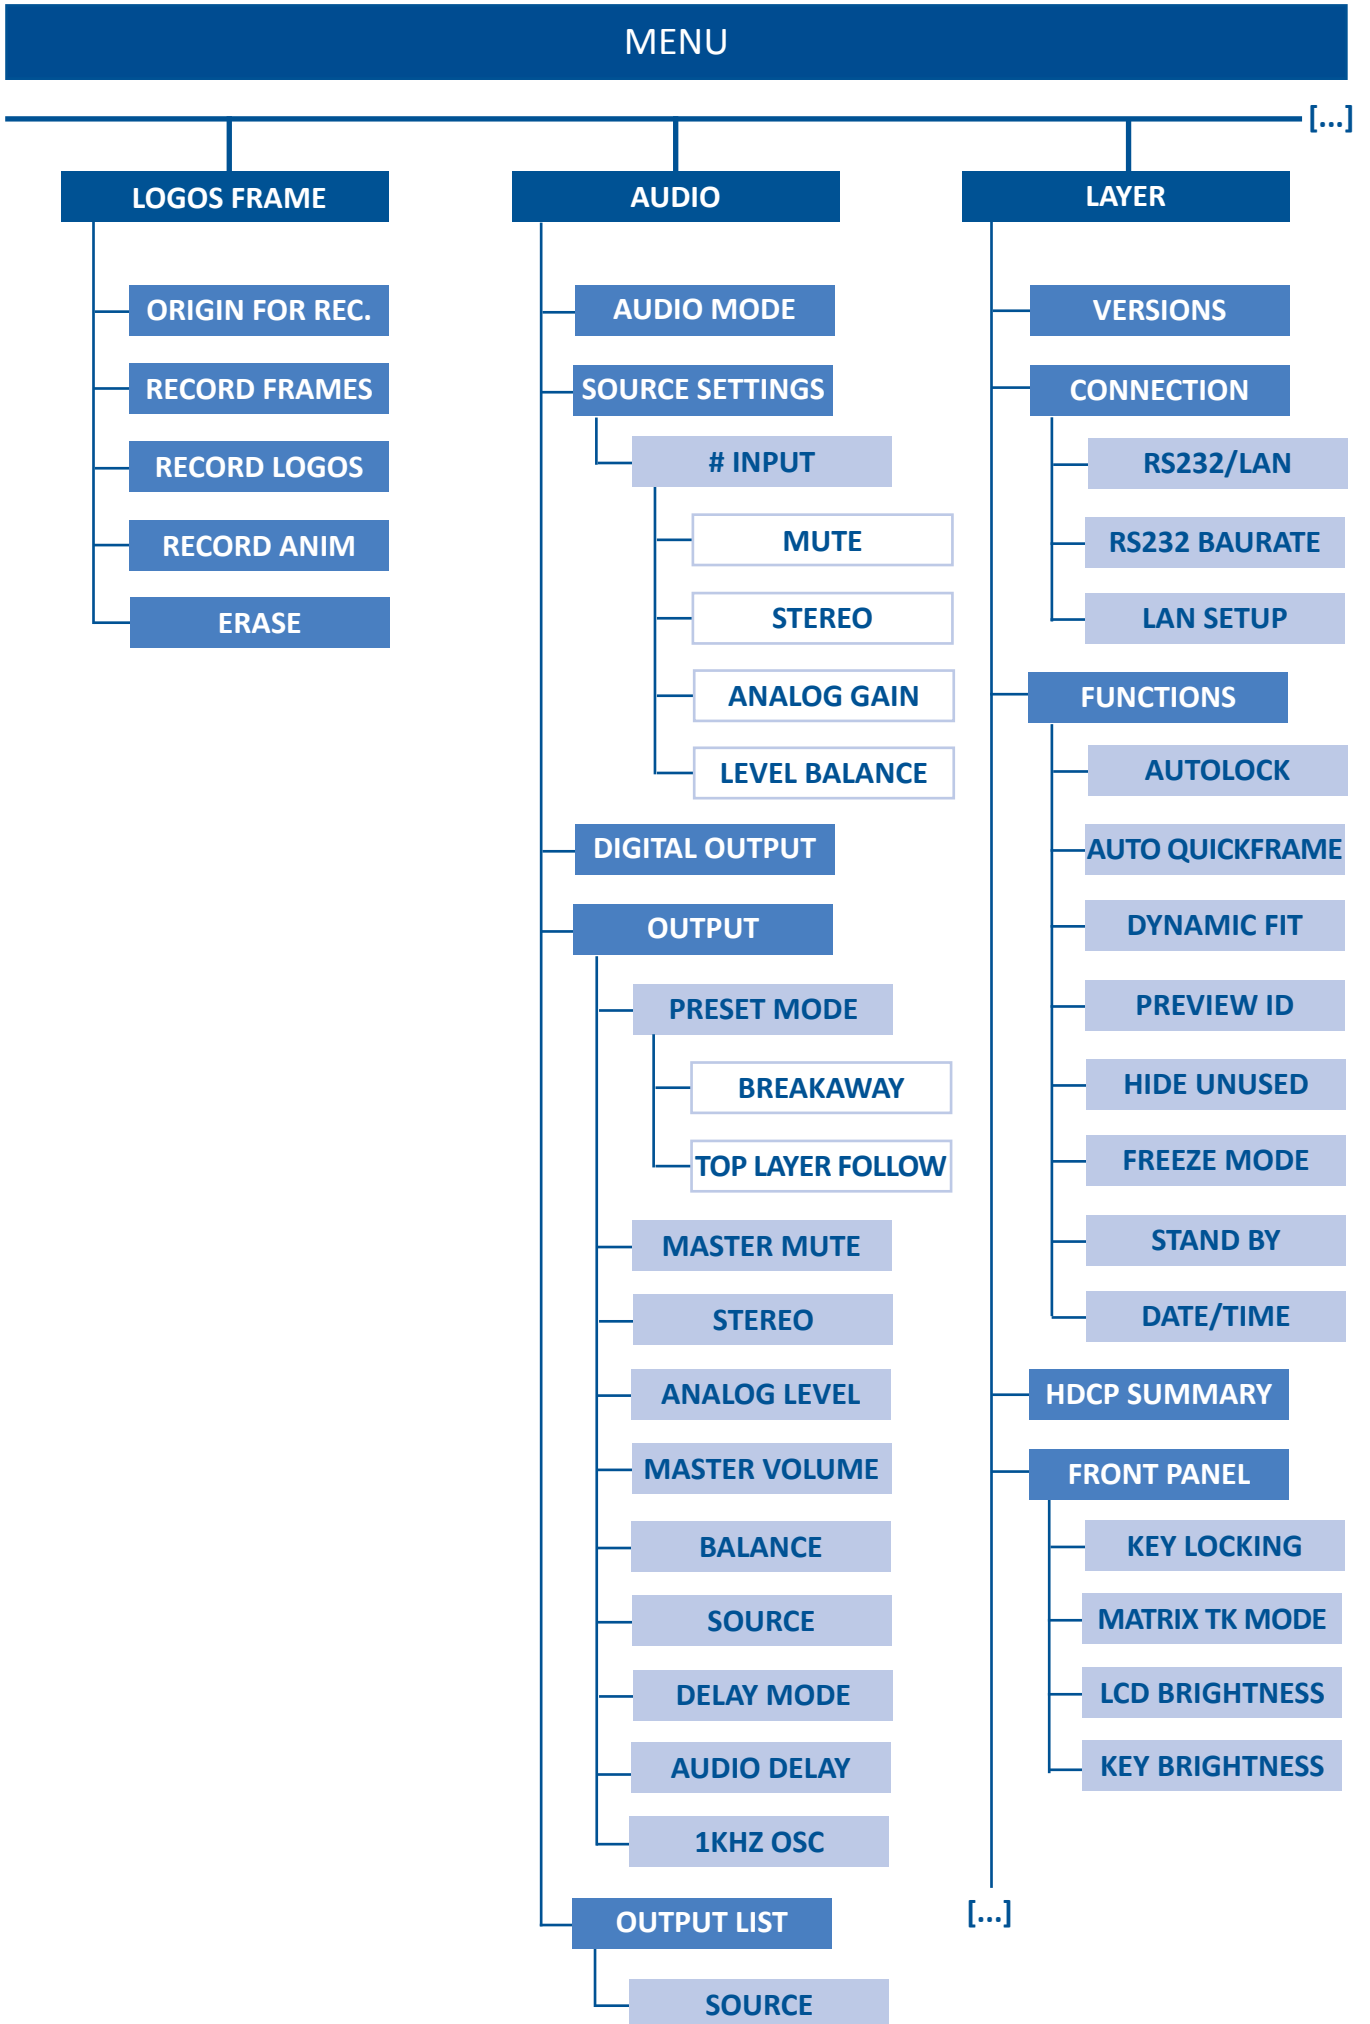 MENU
[...]
LOGOS FRAME
ORIGIN FOR REC.
RECORD FRAMES
RECORD LOGOS
RECORD ANIM
ERASE
AUDIO
AUDIO MODE
SOURCE SETTINGS
# INPUT
MUTE
STEREO
ANALOG GAIN
LEVEL BALANCE
DIGITAL OUTPUT
OUTPUT
PRESET MODE
BREAKAWAY
TOP LAYER FOLLOW
MASTER MUTE
STEREO
ANALOG LEVEL
MASTER VOLUME
BALANCE
SOURCE
DELAY MODE
AUDIO DELAY
1KHZ OSC
OUTPUT LIST
SOURCE
LAYER
VERSIONS
CONNECTION
RS232/LAN
RS232 BAURATE
LAN SETUP
FUNCTIONS
AUTOLOCK
AUTO QUICKFRAME
DYNAMIC FIT
PREVIEW ID
HIDE UNUSED
FREEZE MODE
STAND BY
DATE/TIME
HDCP SUMMARY
FRONT PANEL
KEY LOCKING
MATRIX TK MODE
LCD BRIGHTNESS
KEY BRIGHTNESS
[...]